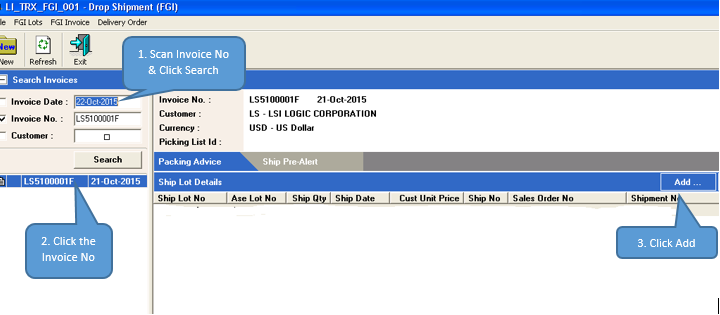 LI_TRX_FGI_001 - Drop Shipment (FGI)
FGI Lots FGI Invoice Delivery Order
New Refresh Exit
1. Scan Invoice No
& Click Search
Search Invoices
Invoice Date : 22-Oct-2015
Invoice No. : LS5100001F
Customer :
Search
LS5100001F 21-Oct-2015
2. Click the
Invoice No
Invoice No. : LS5100001F 21-Oct-2015
Customer : LS - LSI LOGIC CORPORATION
Currency : USD - US Dollar
Picking List Id :
Packing Advice Ship Pre-Alert
Ship Lot Details Add ...
Ship Lot No Ase Lot No Ship Qty Ship Date Cust Unit Price Ship No Sales Order No Shipment
3. Click Add